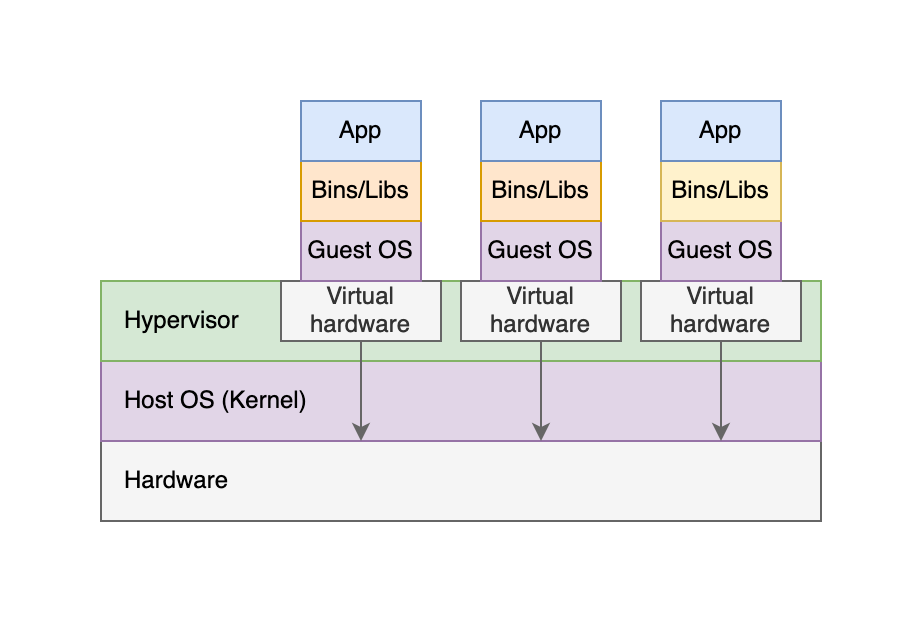 App
App
App
Bins/Libs
Bins/Libs
Bins/Libs
Guest OS
Guest OS
Guest OS
Hypervisor
Virtual
hardware
Virtual
hardware
Virtual
hardware
Host OS (Kernel)
Hardware